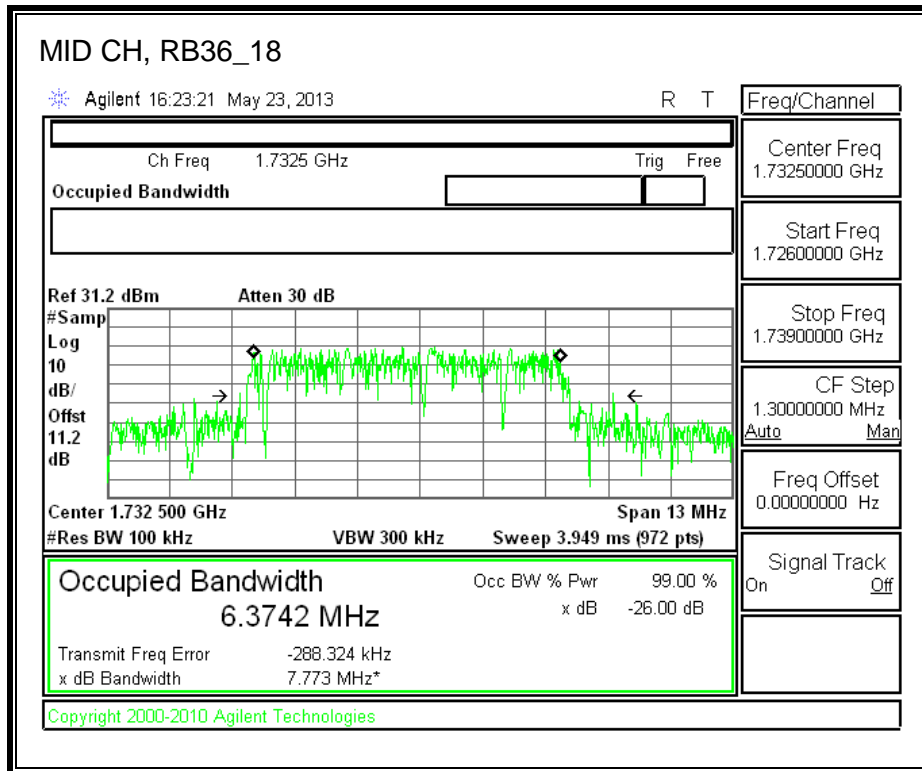 MID CH, RB36_18
Agilent 16:23:21 May 23, 2013 R T
Freq/Channel
Ch Freq 1.7325 GHz Trig Free
Occupied Bandwidth
Center Freq
1.73250000 GHz
Start Freq
1.72600000 GHz
Stop Freq
1.73900000 GHz
CF Step
1.30000000 MHz
Auto Man
Freq Offset
0.00000000 Hz
Signal Track
On Off
Ref 31.2 dBm Atten 30 dB
#Samp
Log
10
dB/
Offst
11.2
dB
Center 1.732 500 GHz Span 13 MHz
#Res BW 100 kHz VBW 300 kHz Sweep 3.949 ms (972 pts)
Occupied Bandwidth Occ BW % Pwr 99.00 %
6.3742 MHz x dB -26.00 dB
Transmit Freq Error -288.324 kHz
x dB Bandwidth 7.773 MHz*
Copyright 2000-2010 Agilent Technologies